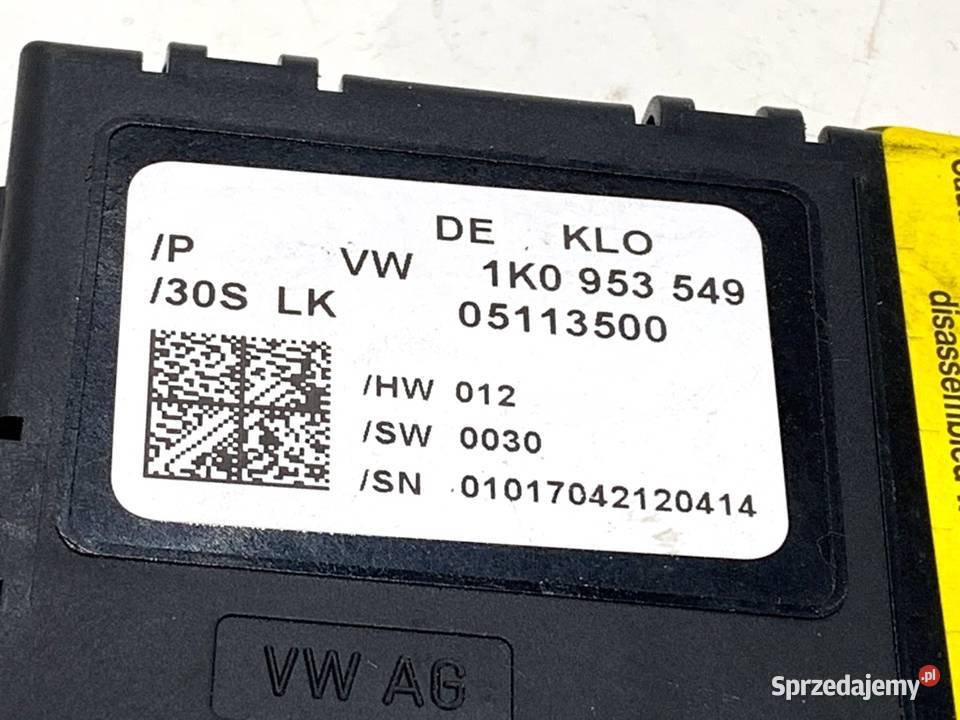 DE KLO
/P VW 1K0 953 549
/30S LK 05113500
/HW 012
/SW 0030
/SN 01017042120414
VW AG
Sprzedajemy.pl